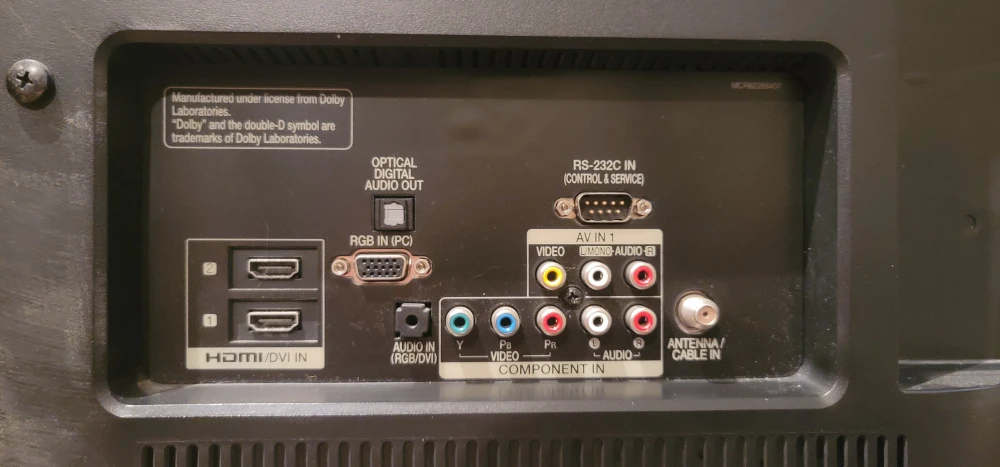 Manufactured under license from Dolby
Laboratories.
"Dolby" and the double-D symbol are
trademarks of Dolby Laboratories.
OPTICAL
DIGITAL
AUDIO OUT
RS-232C IN
(CONTROL & SERVICE)
RGB IN (PC)
AV IN 1
VIDEO L/MONO-AUDIO-R
2
1
HDMI/DVI IN
AUDIO IN
(RGB/DVI)
Y PB PR L R
VIDEO AUDIO
COMPONENT IN
ANTENNA/
CABLE IN